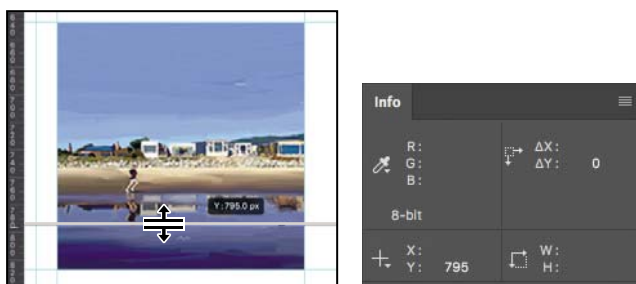 Y: 795.0 px
Info
R:
G:
B:
8-bit
ΔX:
ΔY: 0
X:
Y: 795
W:
H: